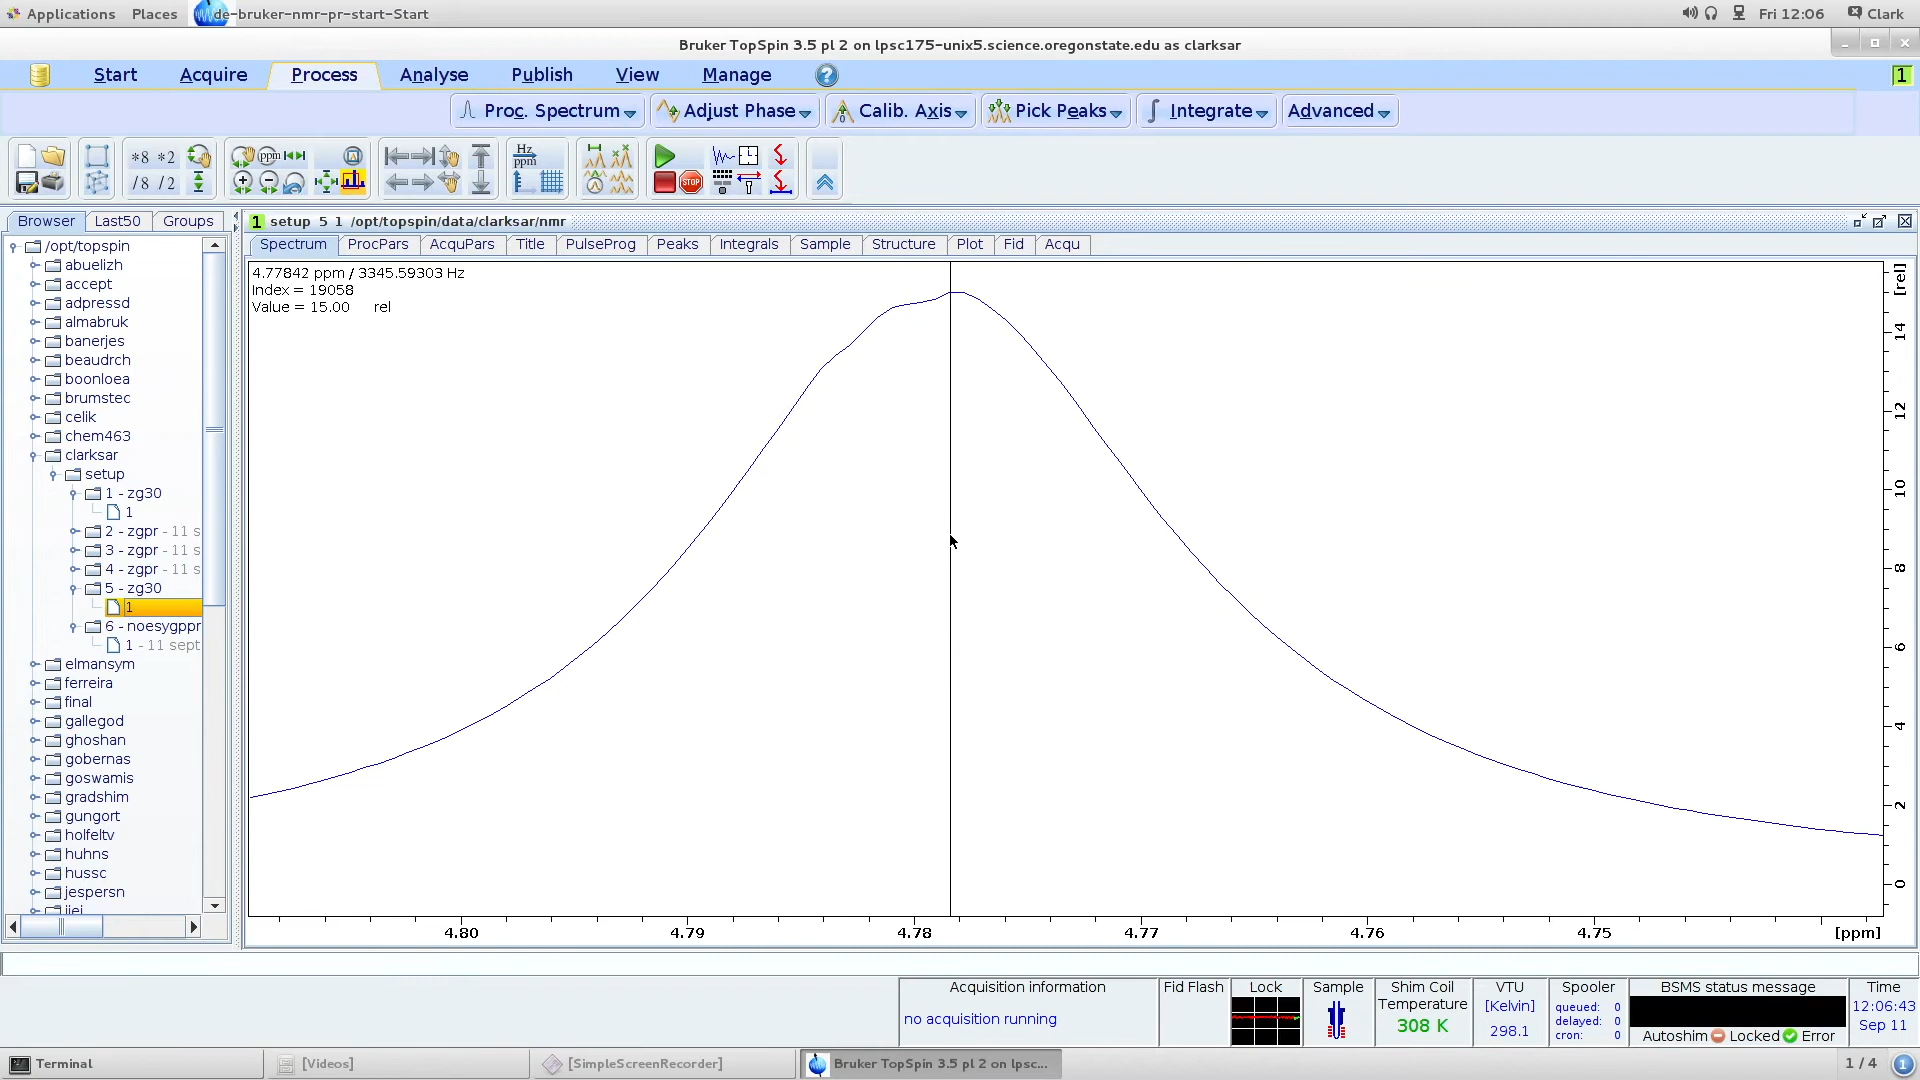 Applications Places de-bruker-nmr-pr-start-Start Fri 12:06 Clark
Bruker TopSpin 3.5 pl 2 on lpsc175-unix5.science.oregonstate.edu as clarksar
Start Acquire Process Analyse Publish View Manage ? 1
Proc. Spectrum Adjust Phase Calib. Axis Pick Peaks Integrate Advanced
*8 *2 ppm Hz ppm
/8 /2 STOP
Browser Last50 Groups
1 setup 5 1 /opt/topspin/data/clarksar/nmr
Spectrum ProcPars AcquPars Title PulseProg Peaks Integrals Sample Structure Plot Fid Acqu
/opt/topspin
abuelizh
accept
adpressd
almabruk
banerjes
beaudrch
boonloea
brumstec
celik
chem463
clarksar
setup
1 - zg30
1
2 - zgpr - 11 s
3 - zgpr - 11 s
4 - zgpr - 11 s
5 - zg30
1
6 - noesygppr
1 - 11 sept
elmansym
ferreira
final
gallegod
ghoshan
gobernas
goswamis
gradshim
gungort
holfeltv
huhns
hussc
jespersn
jiei
4.77842 ppm / 3345.59303 Hz
Index = 19058
Value = 15.00 rel
[rel]
14
12
10
8
6
4
2
0
4.80 4.79 4.78 4.77 4.76 4.75 [ppm]
Acquisition information
no acquisition running
Fid Flash
Lock
Sample
Shim Coil
Temperature
308 K
VTU
[Kelvin]
298.1
Spooler
queued: 0
delayed: 0
cron: 0
BSMS status message
Autoshim Locked Error
Time
12:06:43
Sep 11
Terminal [Videos] [SimpleScreenRecorder] Bruker TopSpin 3.5 pl 2 on lpsc... 1 / 4 1